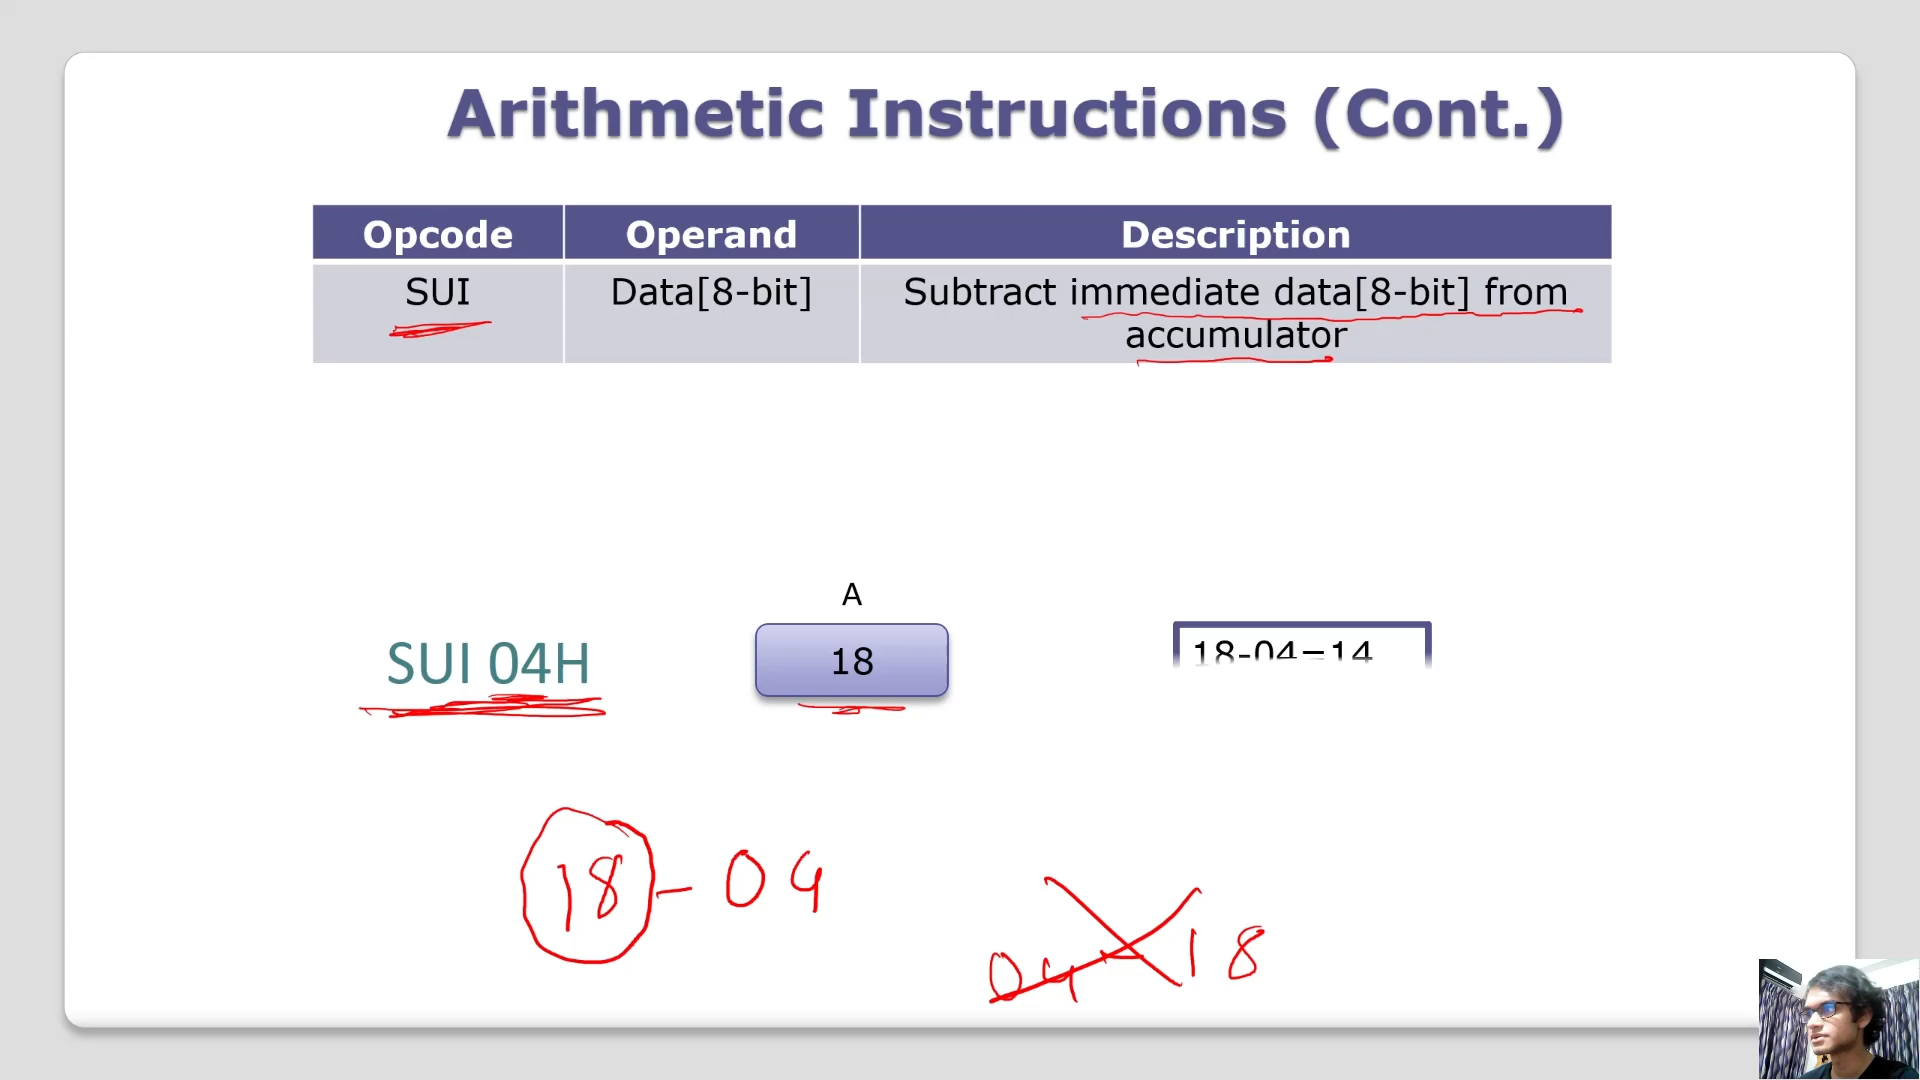 Arithmetic Instructions (Cont.)
Opcode Operand Description
SUI Data[8-bit] Subtract immediate data[8-bit] from
accumulator
A
SUI 04H 18 18-04=14
18 - 04
04 - 18